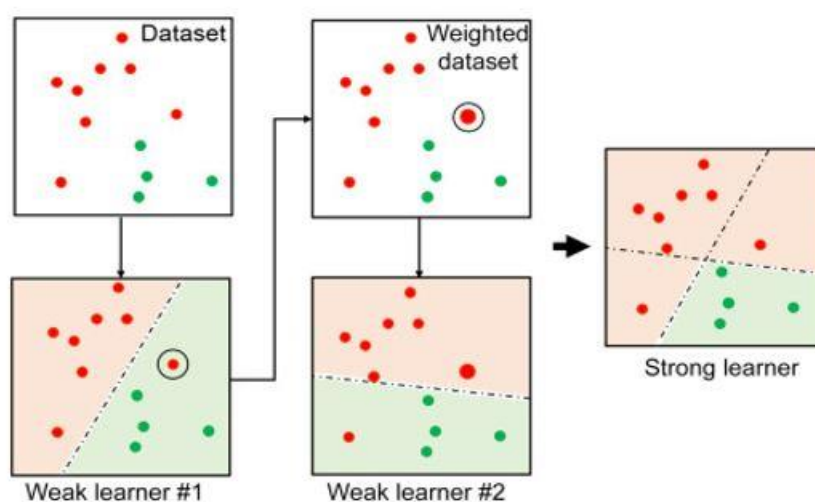 Dataset
Weighted
dataset
Strong learner
Weak learner #1
Weak learner #2